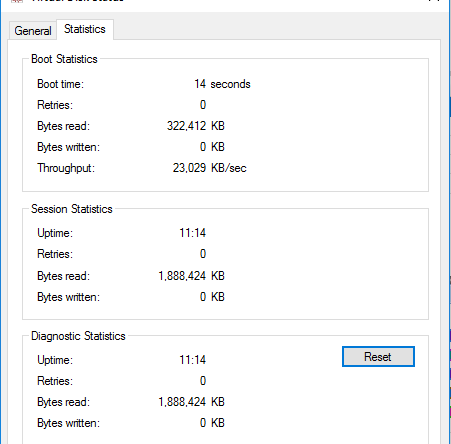 Virtual Disk Status
General Statistics
Boot Statistics
Boot time: 14 seconds
Retries: 0
Bytes read: 322,412 KB
Bytes written: 0 KB
Throughput: 23,029 KB/sec
Session Statistics
Uptime: 11:14
Retries: 0
Bytes read: 1,888,424 KB
Bytes written: 0 KB
Diagnostic Statistics
Uptime: 11:14 Reset
Retries: 0
Bytes read: 1,888,424 KB
Bytes written: 0 KB